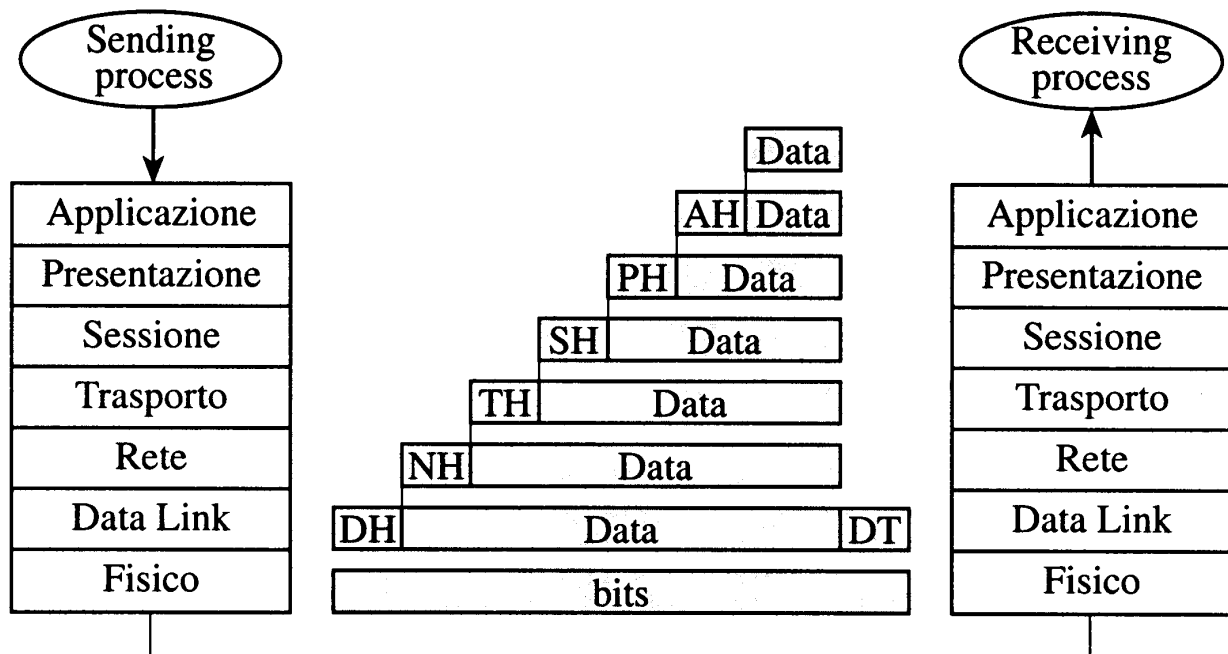 Sending
process
Receiving
process
Data
Applicazione
AH Data
Applicazione
Presentazione
PH Data
Presentazione
Sessione
SH Data
Sessione
Trasporto
TH Data
Trasporto
Rete
NH Data
Rete
Data Link
DH Data DT
Data Link
Fisico
bits
Fisico